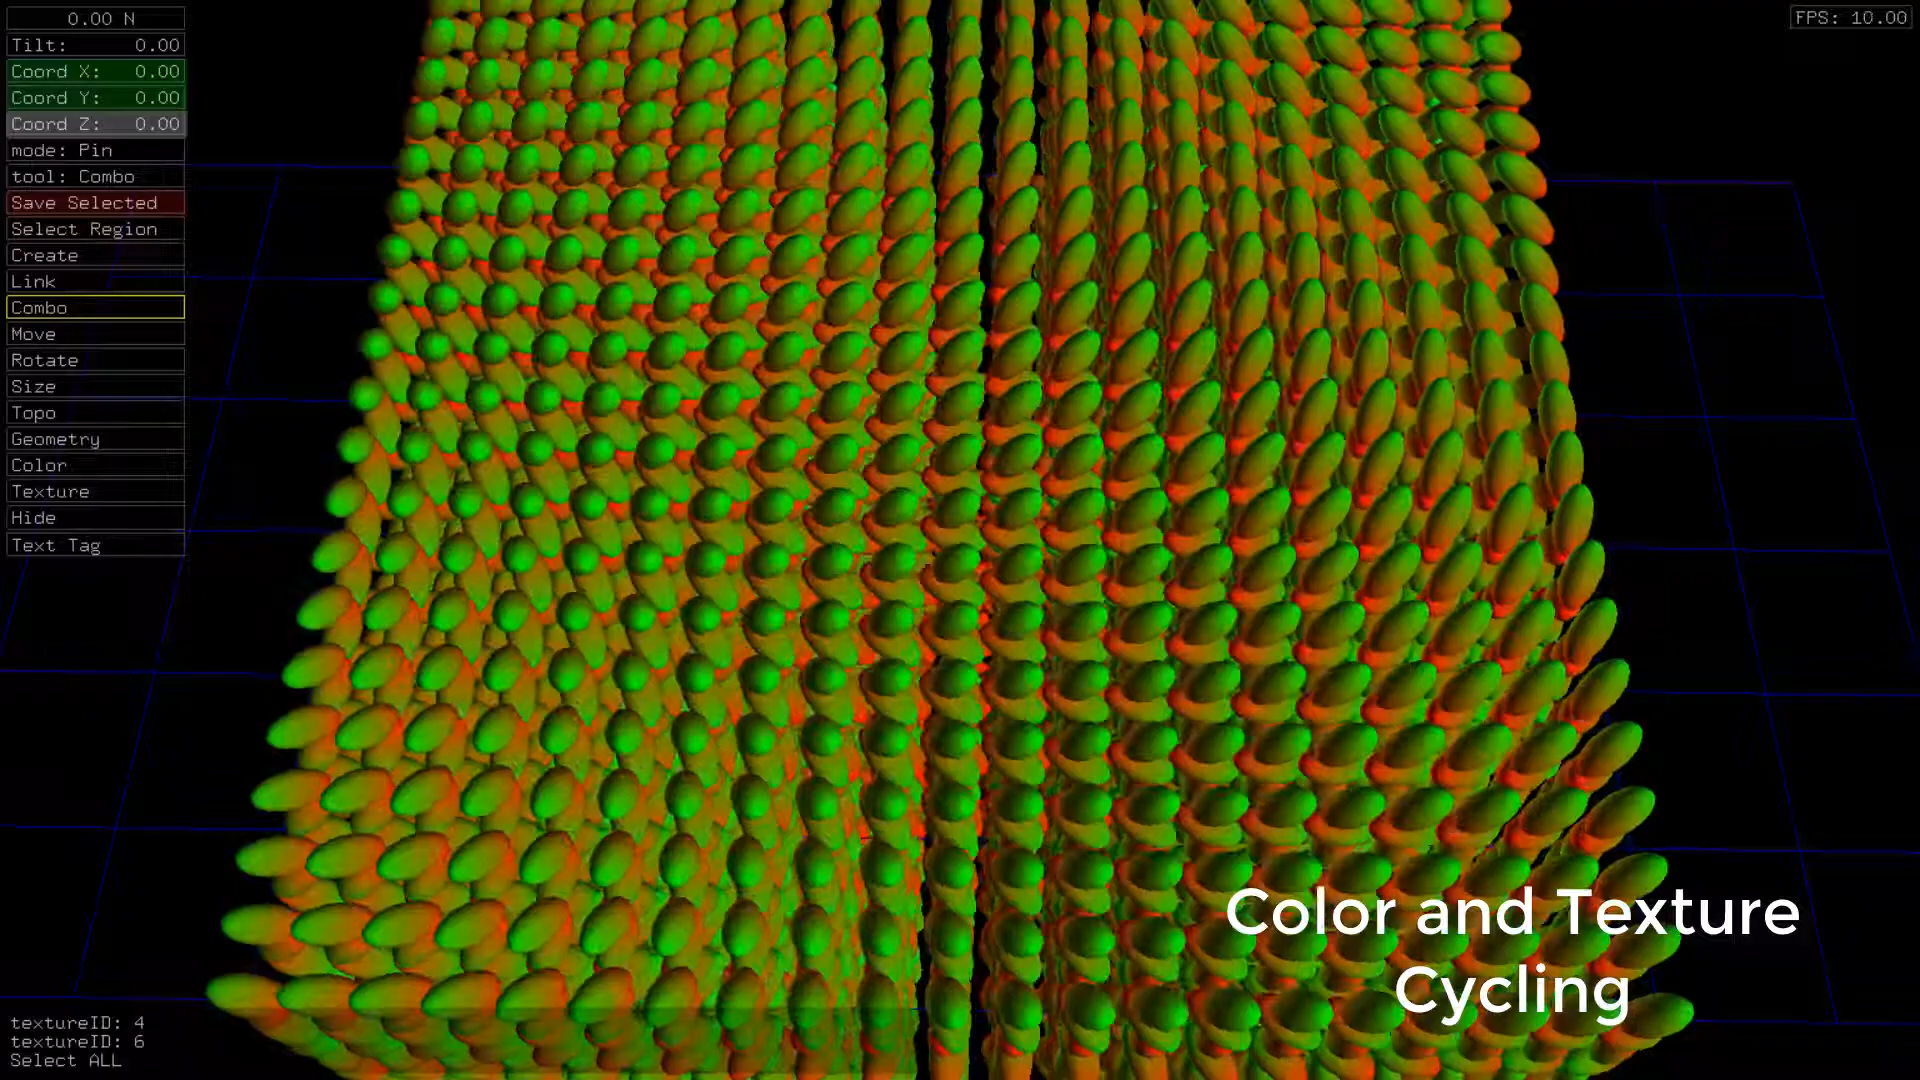 0.00 N
Tilt: 0.00
Coord X: 0.00
Coord Y: 0.00
Coord Z: 0.00
mode: Pin
tool: Combo
Save Selected
Select Region
Create
Link
Combo
Move
Rotate
Size
Topo
Geometry
Color
Texture
Hide
Text Tag
FPS: 10.00
Color and Texture
Cycling
textureID: 4
textureID: 6
Select ALL